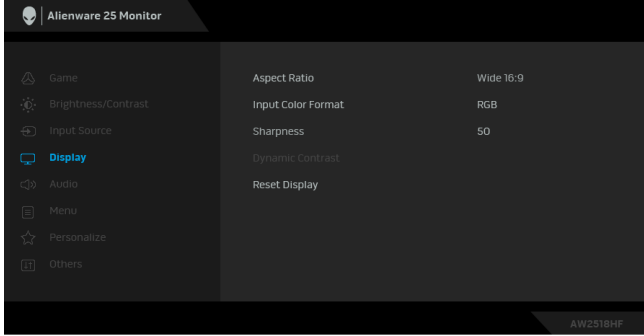 Alienware 25 Monitor
Game
Brightness/Contrast
Input Source
Display
Audio
Menu
Personalize
Others
Aspect Ratio Wide 16:9
Input Color Format RGB
Sharpness 50
Dynamic Contrast
Reset Display
AW2518HF